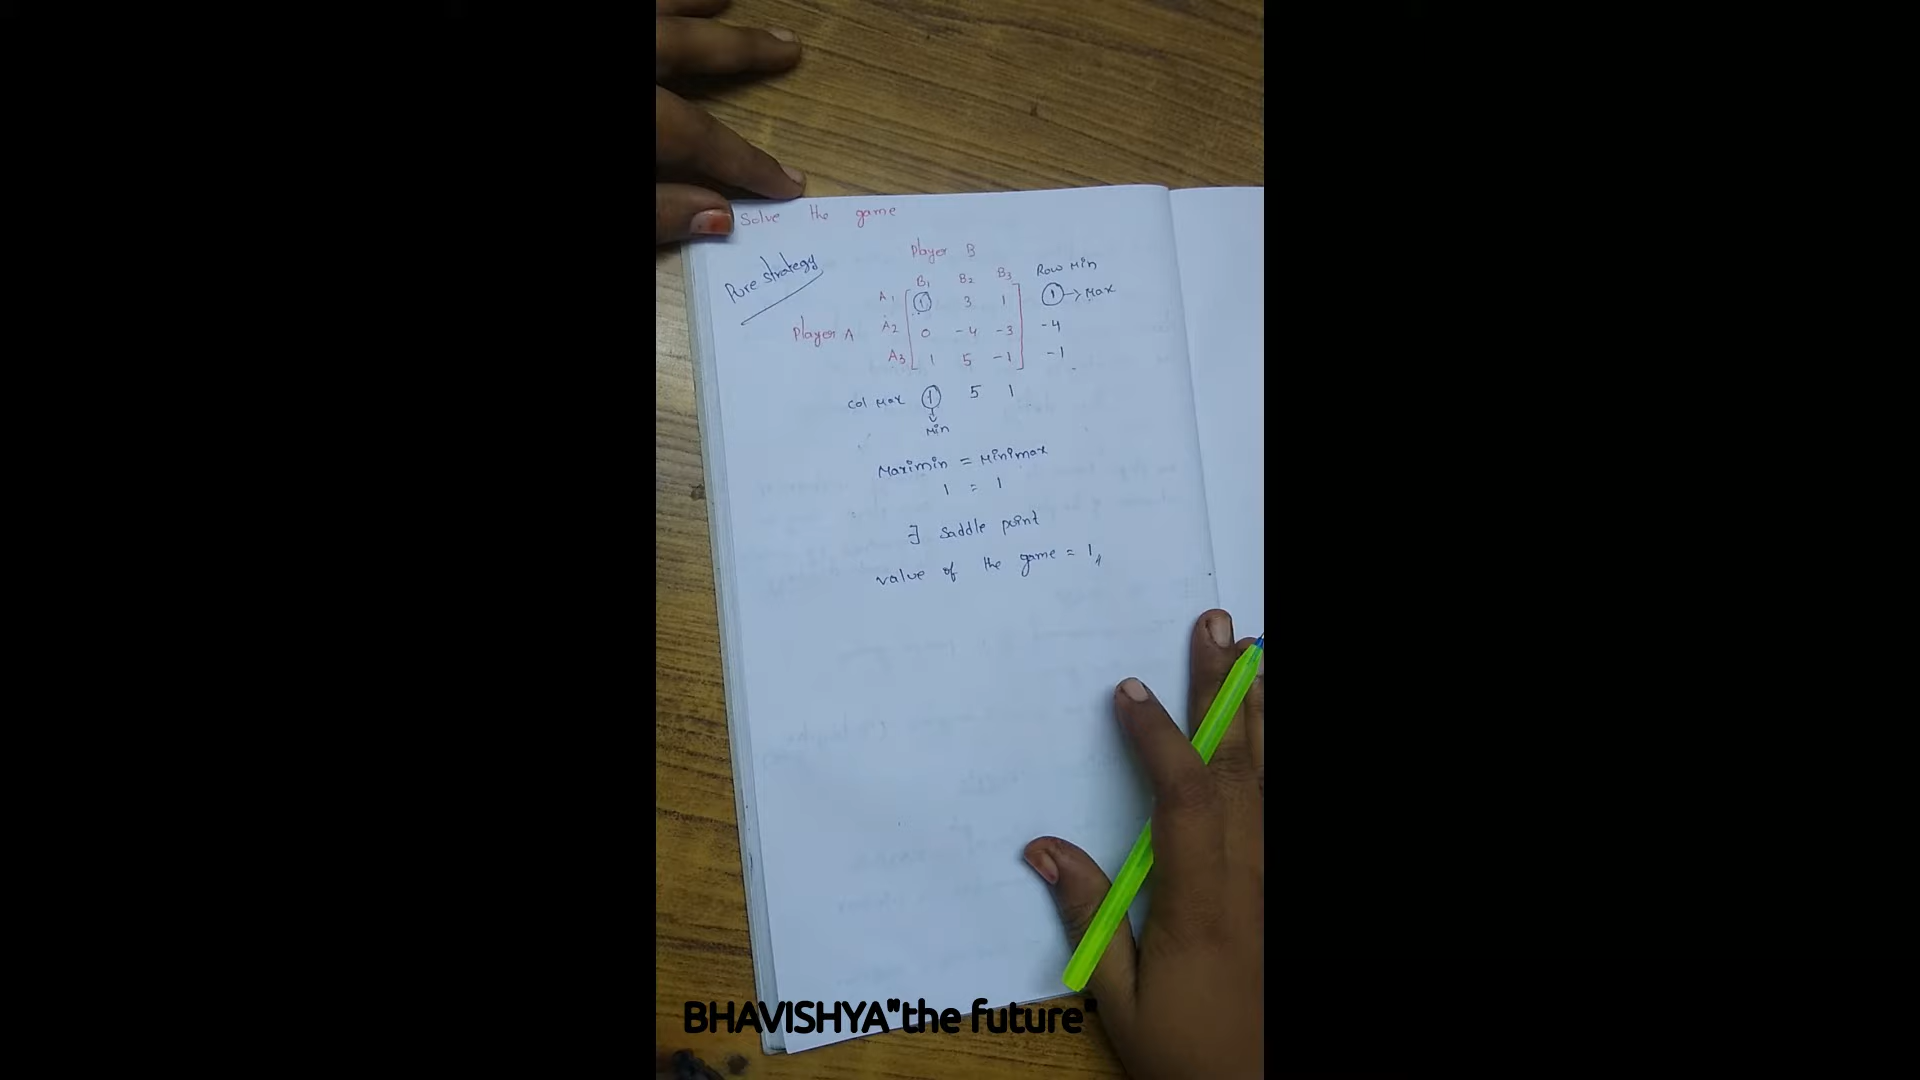 Solve the game
Pure strategy
Player B
B1 B2 B3 Row Min
A1 1 3 1 1 → Max
Player A A2 0 -4 -3 -4
A3 1 5 -1 -1
Col Max 1 5 1
Min
Maximin = Minimax
1 = 1
∃ Saddle point
value of the game = 1
BHAVISHYA"the future"